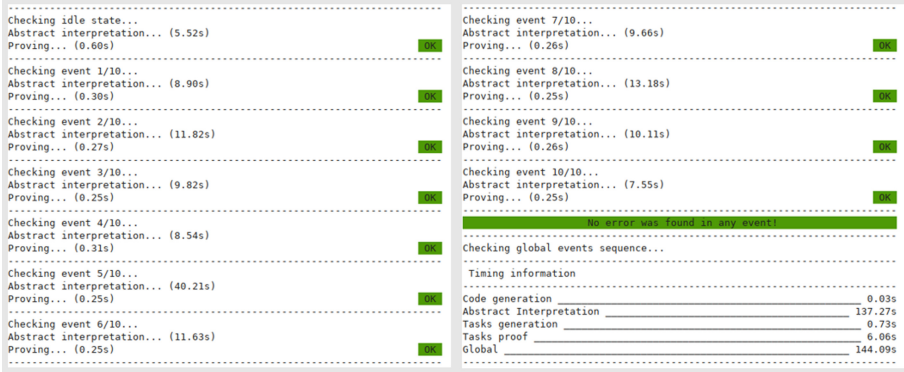 Checking idle state...
Abstract interpretation... (5.52s)
Proving... (0.60s) OK
Checking event 1/10...
Abstract interpretation... (8.90s)
Proving... (0.30s) OK
Checking event 2/10...
Abstract interpretation... (11.82s)
Proving... (0.27s) OK
Checking event 3/10...
Abstract interpretation... (9.82s)
Proving... (0.25s) OK
Checking event 4/10...
Abstract interpretation... (8.54s)
Proving... (0.31s) OK
Checking event 5/10...
Abstract interpretation... (40.21s)
Proving... (0.25s) OK
Checking event 6/10...
Abstract interpretation... (11.63s)
Proving... (0.25s) OK
Checking event 7/10...
Abstract interpretation... (9.66s)
Proving... (0.26s) OK
Checking event 8/10...
Abstract interpretation... (13.18s)
Proving... (0.25s) OK
Checking event 9/10...
Abstract interpretation... (10.11s)
Proving... (0.26s) OK
Checking event 10/10...
Abstract interpretation... (7.55s)
Proving... (0.25s) OK
No error was found in any event!
Checking global events sequence...
Timing information
Code generation 0.03s
Abstract Interpretation 137.27s
Tasks generation 0.73s
Tasks proof 6.06s
Global 144.09s